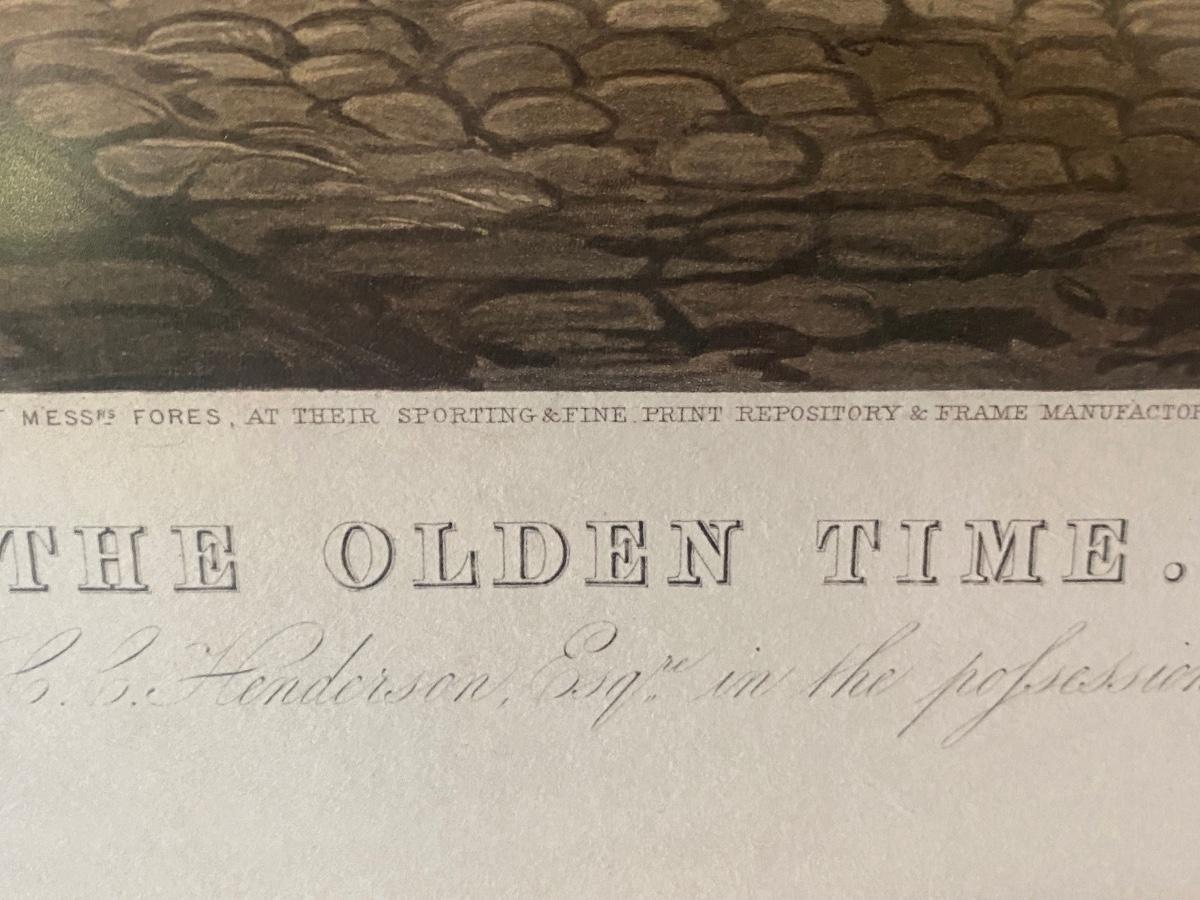 MESSRS FORES, AT THEIR SPORTING & FINE PRINT REPOSITORY & FRAME MANUFACTOR
THE OLDEN TIME.
C. C. Henderson, Esqre in the poſsession